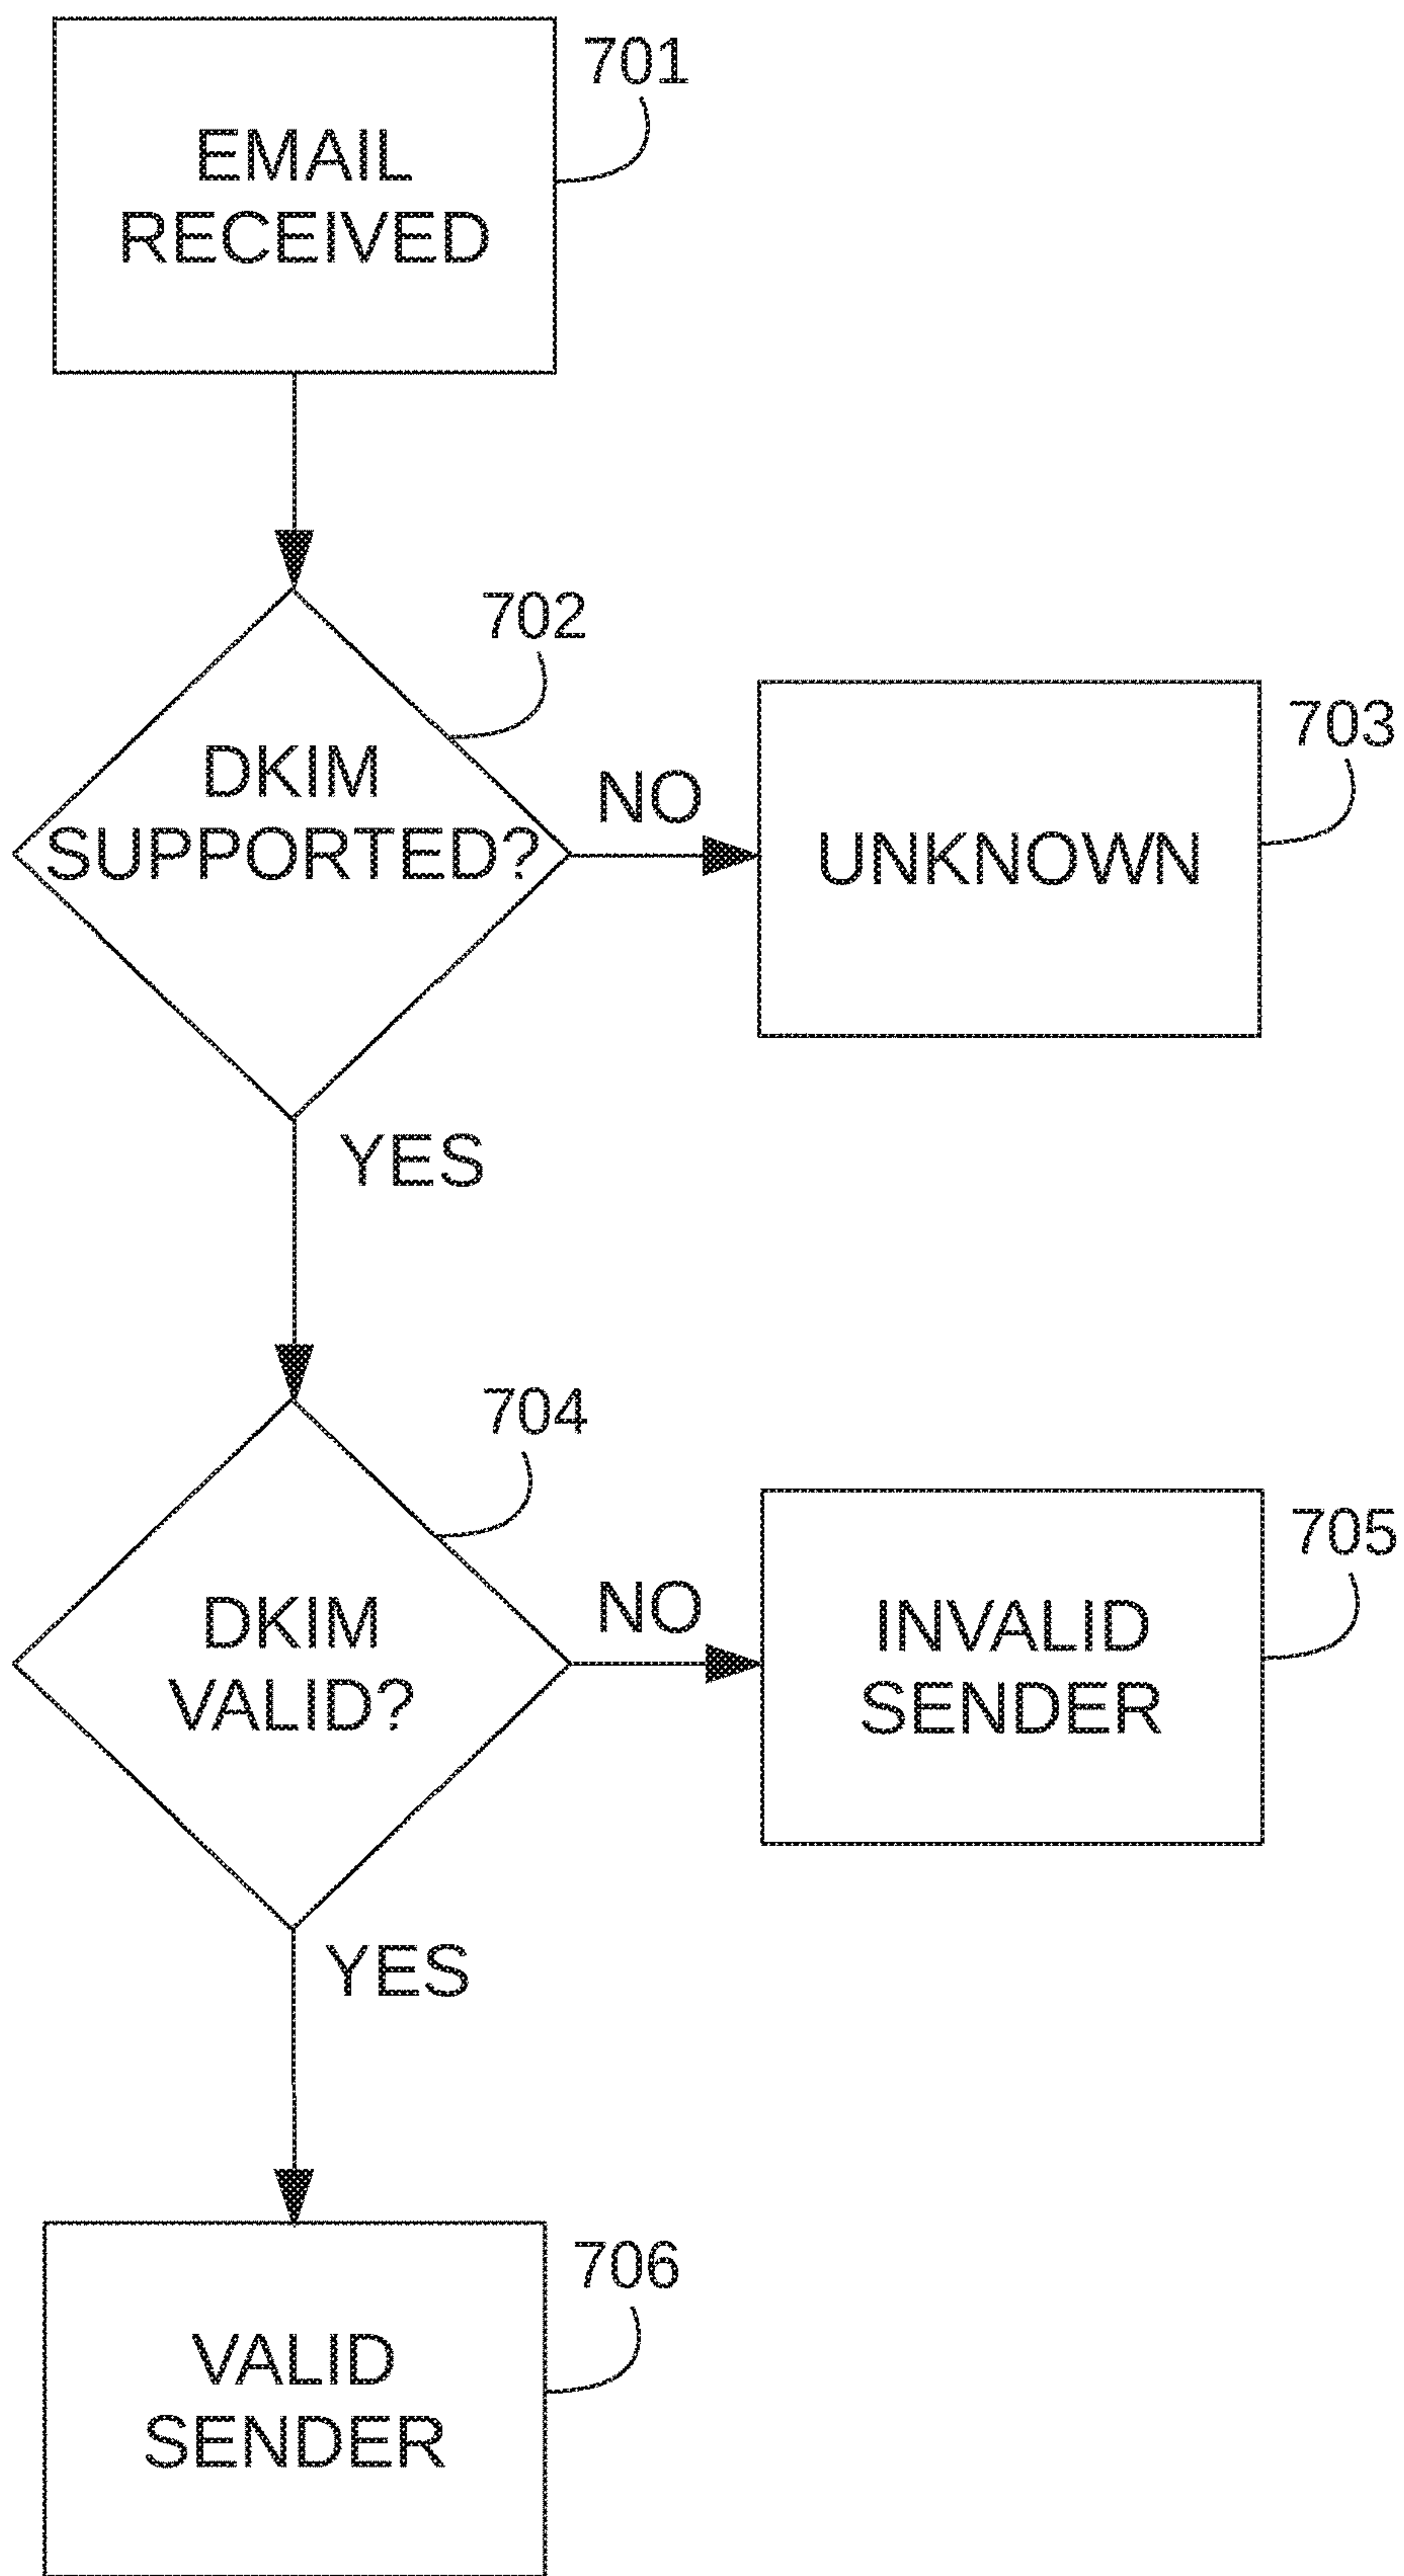 701
EMAIL
RECEIVED
702
DKIM
SUPPORTED?
NO
703
UNKNOWN
YES
704
DKIM
VALID?
NO
705
INVALID
SENDER
YES
706
VALID
SENDER